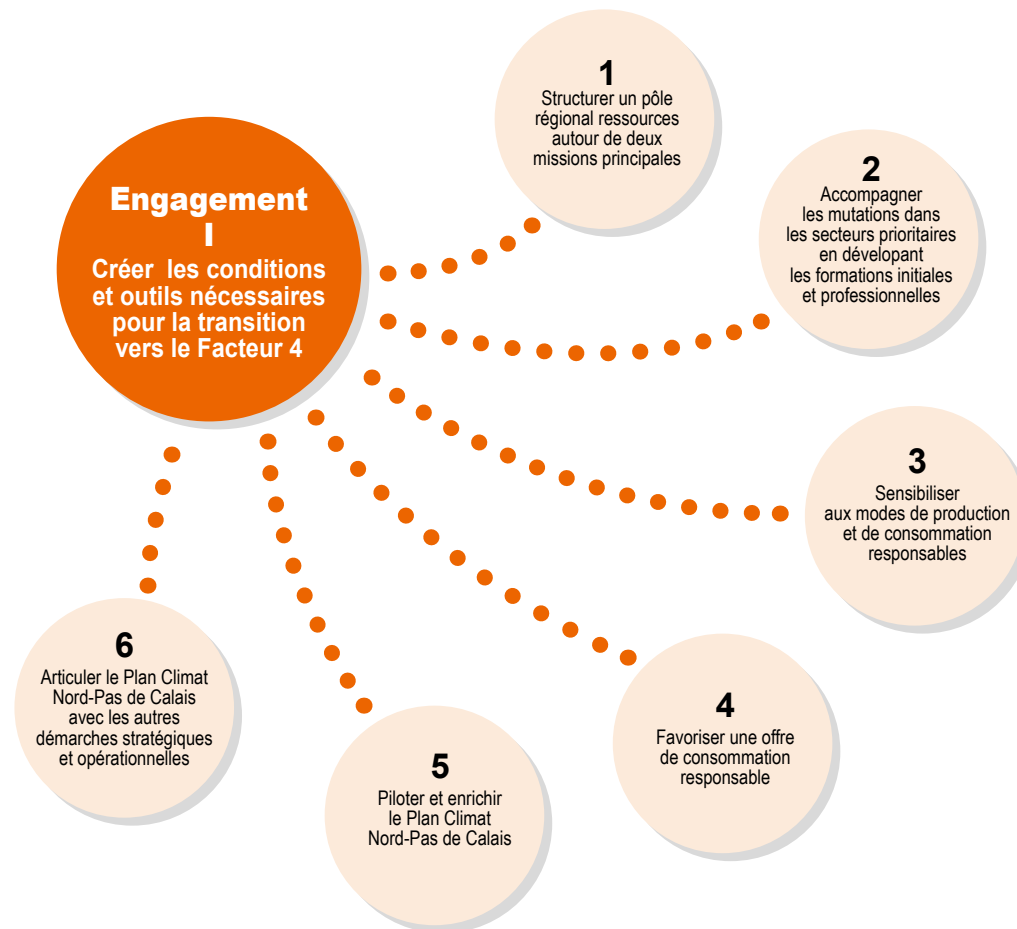 Engagement
I
Créer les conditions
et outils nécessaires
pour la transition
vers le Facteur 4
1
Structurer un pôle
régional ressources
autour de deux
missions principales
2
Accompagner
les mutations dans
les secteurs prioritaires
en dévelopant
les formations initiales
et professionnelles
3
Sensibiliser
aux modes de production
et de consommation
responsables
4
Favoriser une offre
de consommation
responsable
5
Piloter et enrichir
le Plan Climat
Nord-Pas de Calais
6
Articuler le Plan Climat
Nord-Pas de Calais
avec les autres
démarches stratégiques
et opérationnelles